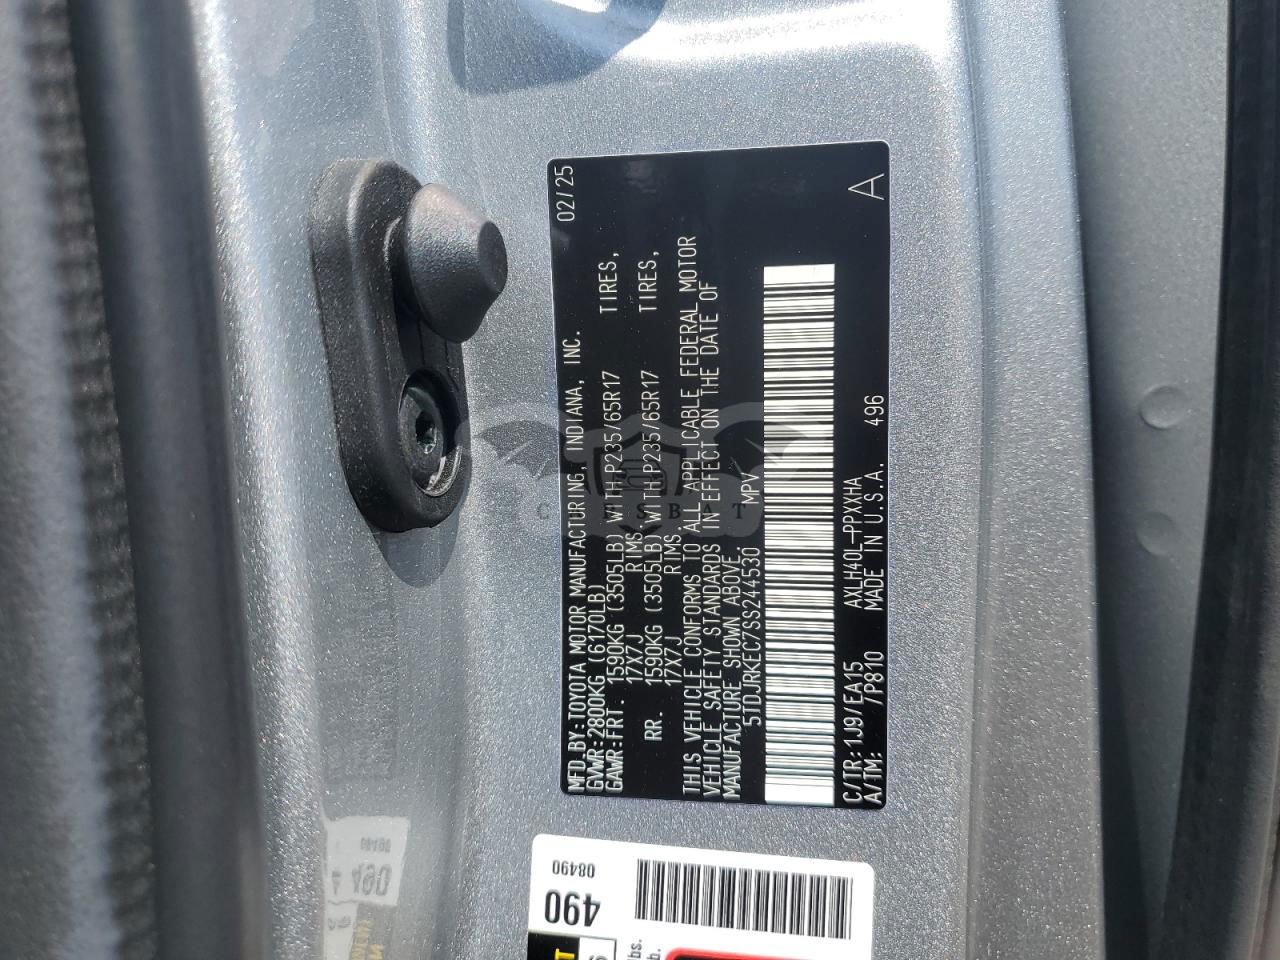 MFD.BY:TOYOTA MOTOR MANUFACTURING, INDIANA, INC. 02/25
GVWR:2800KG (6170LB)
GAWR:FRT. 1590KG (3505LB) WITH P235/65R17 TIRES,
17X7J RIMS,
RR. 1590KG (3505LB) WITH P235/65R17 TIRES,
17X7J RIMS,
THIS VEHICLE CONFORMS TO ALL APPLICABLE FEDERAL MOTOR
VEHICLE SAFETY STANDARDS IN EFFECT ON THE DATE OF
MANUFACTURE SHOWN ABOVE.
5TDJRKEC7SS244530 MPV
C/TR:1J9/EA15 AXLH40L-PPXXHA
A/TM: /P810 MADE IN U.S.A. 496 A
08490
490
lbs.